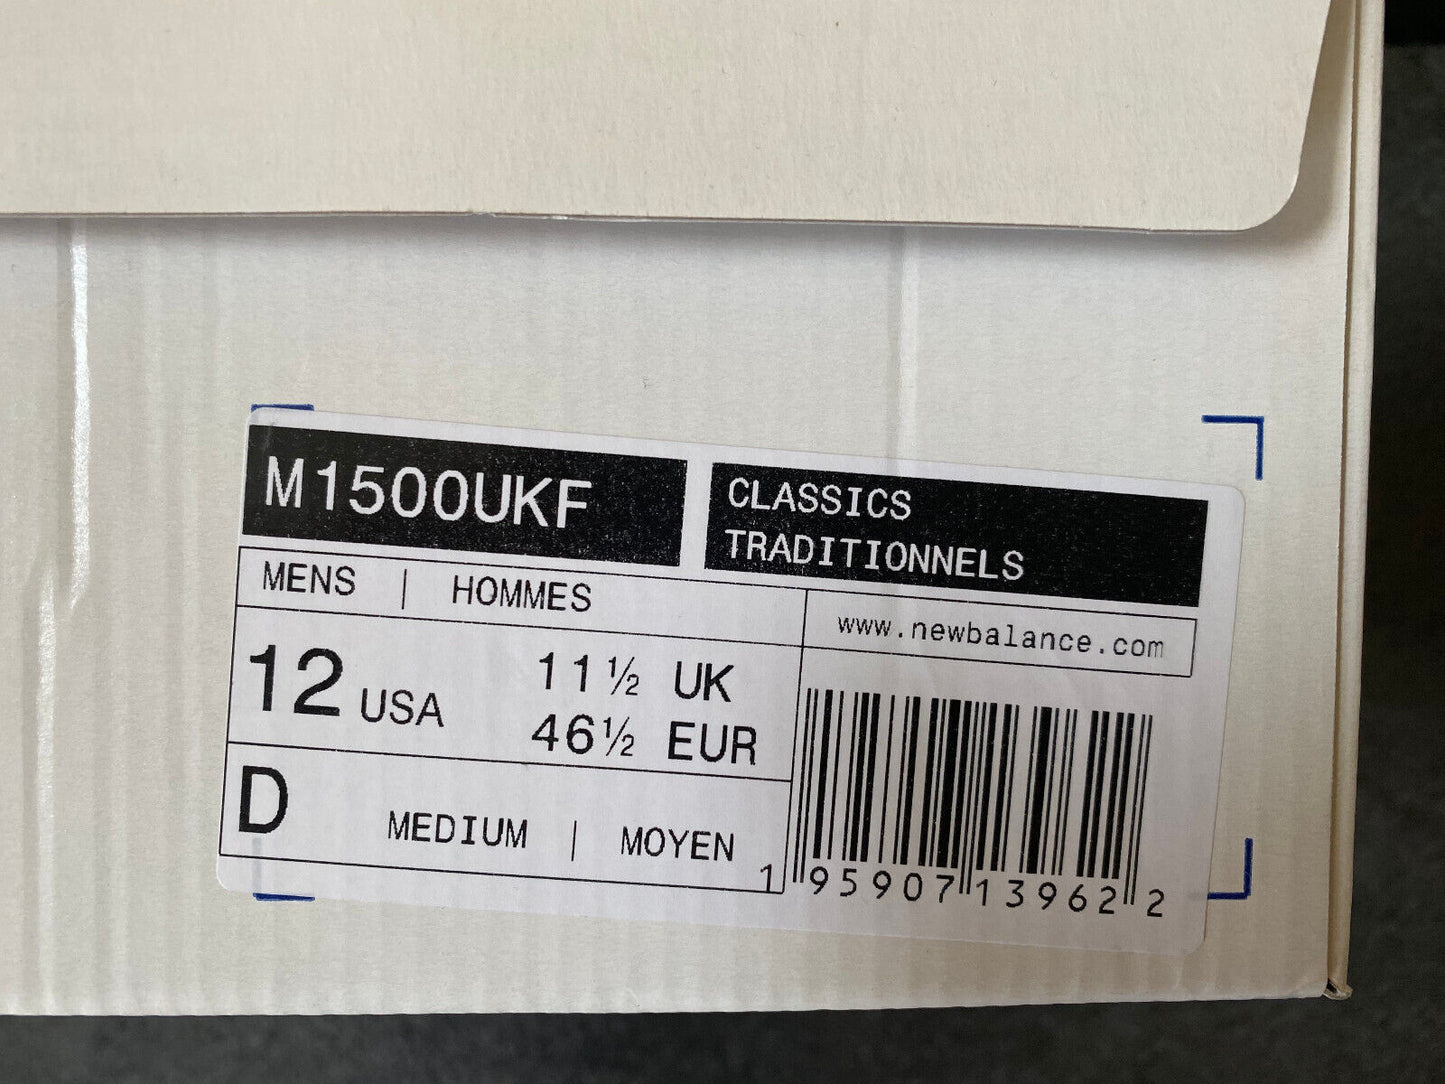 M1500UKF
CLASSICS
TRADITIONNELS
MENS | HOMMES
www.newbalance.com
12 USA
11½ UK
46½ EUR
D MEDIUM | MOYEN
1 95907 13962 2